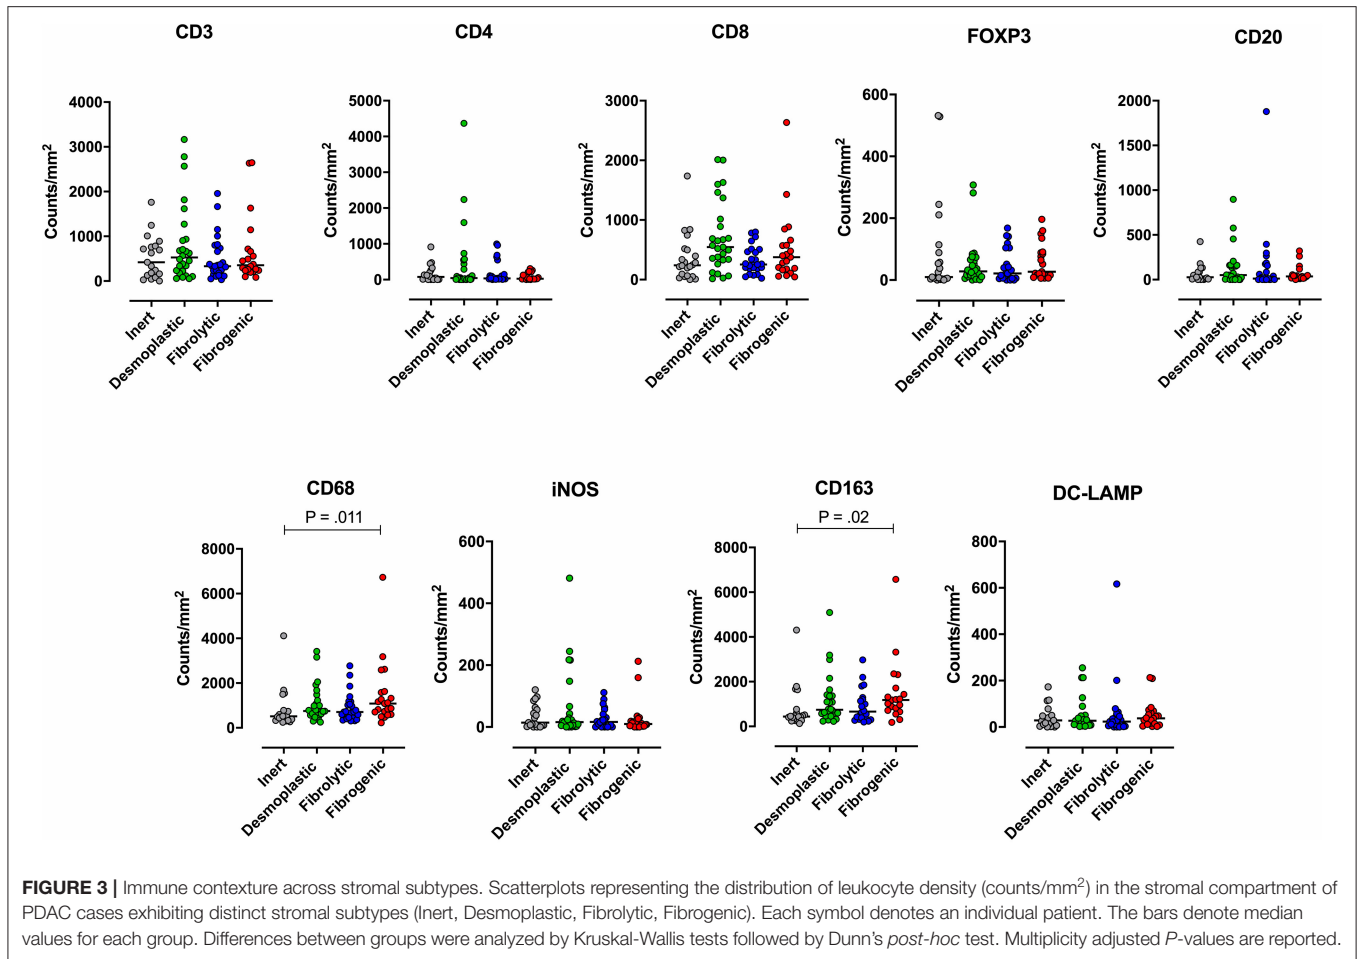 CD3
CD4
CD8
FOXP3
CD20
Counts/mm²
4000
3000
2000
1000
0
Inert
Desmoplastic
Fibrolytic
Fibrogenic
Counts/mm²
5000
4000
3000
2000
1000
0
Inert
Desmoplastic
Fibrolytic
Fibrogenic
Counts/mm²
3000
2000
1000
0
Inert
Desmoplastic
Fibrolytic
Fibrogenic
Counts/mm²
600
400
200
0
Inert
Desmoplastic
Fibrolytic
Fibrogenic
Counts/mm²
2000
1500
1000
500
0
Inert
Desmoplastic
Fibrolytic
Fibrogenic
CD68
iNOS
CD163
DC-LAMP
P = .011
Counts/mm²
8000
6000
4000
2000
0
Inert
Desmoplastic
Fibrolytic
Fibrogenic
Counts/mm²
600
400
200
0
Inert
Desmoplastic
Fibrolytic
Fibrogenic
P = .02
Counts/mm²
8000
6000
4000
2000
0
Inert
Desmoplastic
Fibrolytic
Fibrogenic
Counts/mm²
800
600
400
200
0
Inert
Desmoplastic
Fibrolytic
Fibrogenic
FIGURE 3 | Immune contexture across stromal subtypes. Scatterplots representing the distribution of leukocyte density (counts/mm²) in the stromal compartment of
PDAC cases exhibiting distinct stromal subtypes (Inert, Desmoplastic, Fibrolytic, Fibrogenic). Each symbol denotes an individual patient. The bars denote median
values for each group. Differences between groups were analyzed by Kruskal-Wallis tests followed by Dunn's post-hoc test. Multiplicity adjusted P-values are reported.